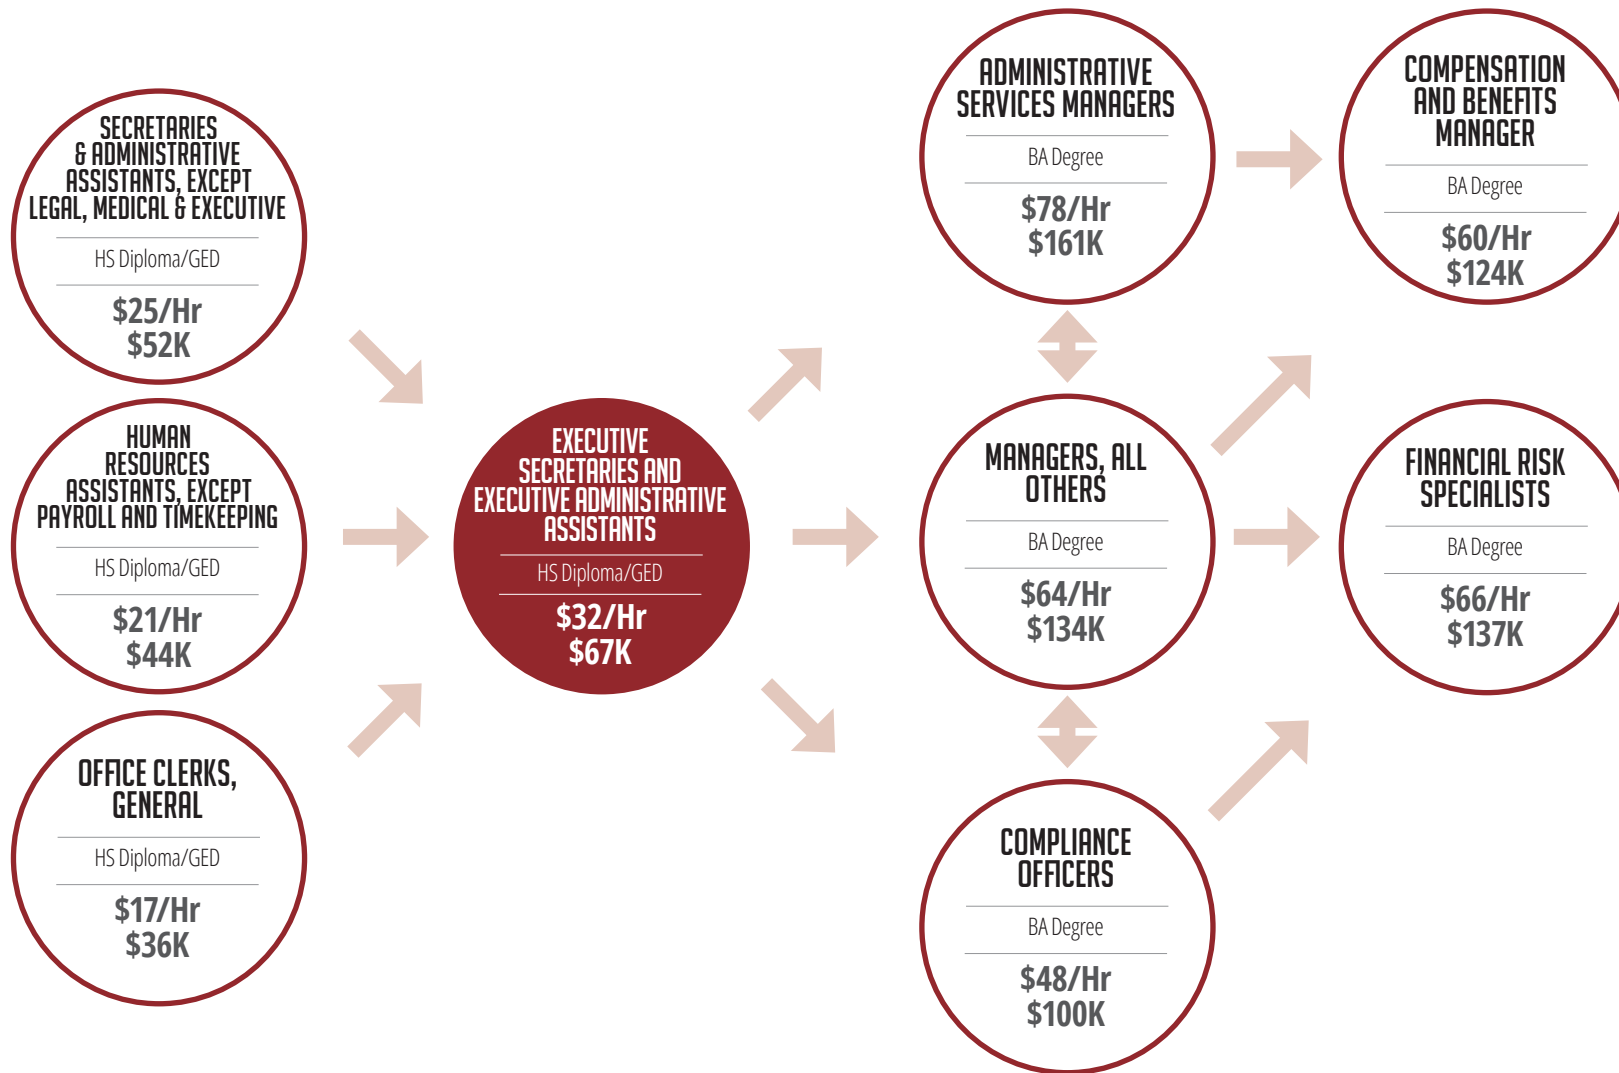 SECRETARIES
& ADMINISTRATIVE
ASSISTANTS, EXCEPT
LEGAL, MEDICAL & EXECUTIVE
HS Diploma/GED
$25/Hr
$52K
HUMAN
RESOURCES
ASSISTANTS, EXCEPT
PAYROLL AND TIMEKEEPING
HS Diploma/GED
$21/Hr
$44K
OFFICE CLERKS,
GENERAL
HS Diploma/GED
$17/Hr
$36K
EXECUTIVE
SECRETARIES AND
EXECUTIVE ADMINISTRATIVE
ASSISTANTS
HS Diploma/GED
$32/Hr
$67K
ADMINISTRATIVE
SERVICES MANAGERS
BA Degree
$78/Hr
$161K
MANAGERS, ALL
OTHERS
BA Degree
$64/Hr
$134K
COMPLIANCE
OFFICERS
BA Degree
$48/Hr
$100K
COMPENSATION
AND BENEFITS
MANAGER
BA Degree
$60/Hr
$124K
FINANCIAL RISK
SPECIALISTS
BA Degree
$66/Hr
$137K